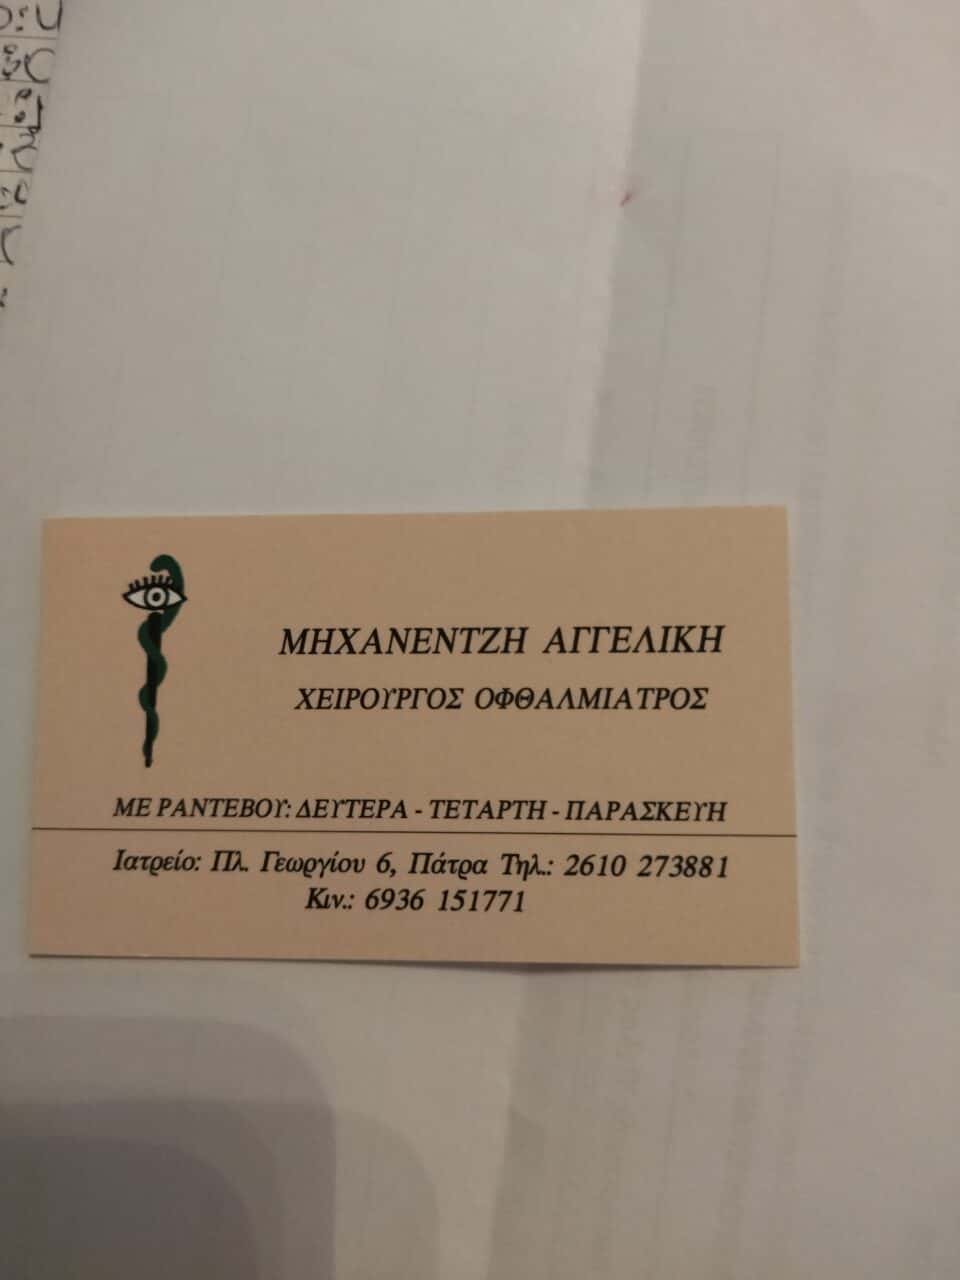 ΜΗΧΑΝΕΝΤΖΗ ΑΓΓΕΛΙΚΗ
ΧΕΙΡΟΥΡΓΟΣ ΟΦΘΑΛΜΙΑΤΡΟΣ
ΜΕ ΡΑΝΤΕΒΟΥ: ΔΕΥΤΕΡΑ - ΤΕΤΑΡΤΗ - ΠΑΡΑΣΚΕΥΗ
Ιατρείο: Πλ. Γεωργίου 6, Πάτρα Τηλ.: 2610 273881
Κιν.: 6936 151771